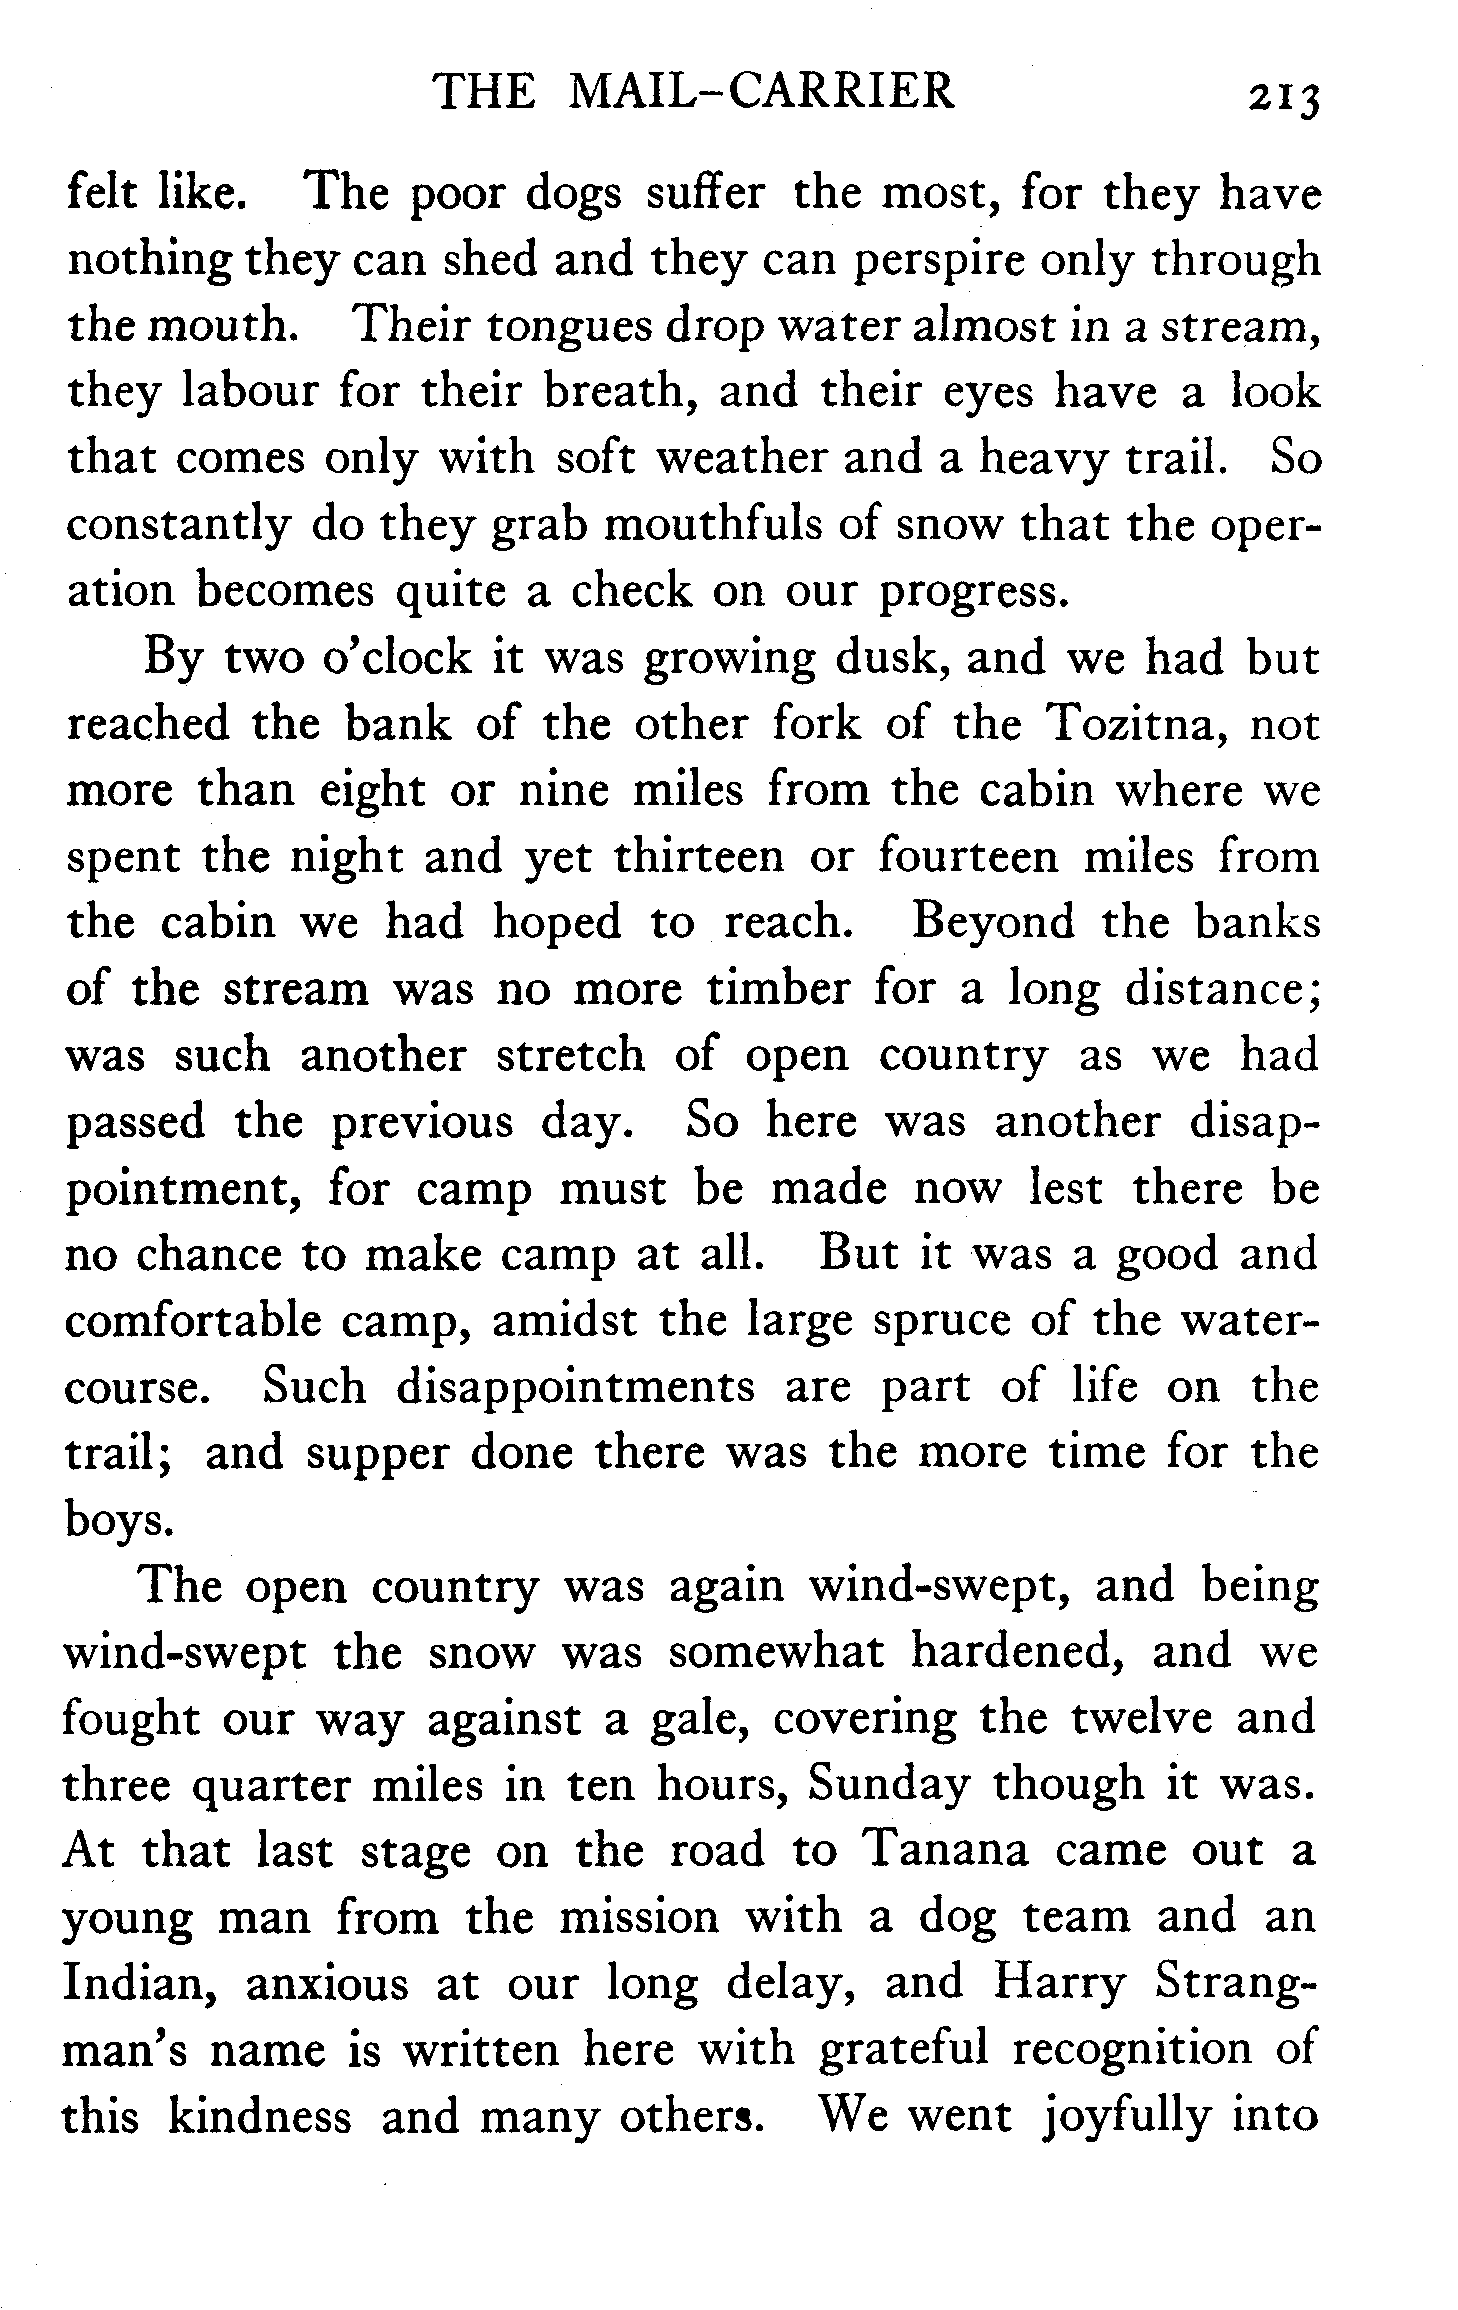 THE MAIL-CARRIER 213
felt like. The poor dogs suffer the most, for they have
nothing they can shed and they can perspire only through
the mouth. Their tongues drop water almost in a stream,
they labour for their breath, and their eyes have a look
that comes only with soft weather and a heavy trail. So
constantly do they grab mouthfuls of snow that the oper-
ation becomes quite a check on our progress.
By two o'clock it was growing dusk, and we had but
reached the bank of the other fork of the Tozitna, not
more than eight or nine miles from the cabin where we
spent the night and yet thirteen or fourteen miles from
the cabin we had hoped to reach. Beyond the banks
of the stream was no more timber for a long distance;
was such another stretch of open country as we had
passed the previous day. So here was another disap-
pointment, for camp must be made now lest there be
no chance to make camp at all. But it was a good and
comfortable camp, amidst the large spruce of the water-
course. Such disappointments are part of life on the
trail; and supper done there was the more time for the
boys.
The open country was again wind-swept, and being
wind-swept the snow was somewhat hardened, and we
fought our way against a gale, covering the twelve and
three quarter miles in ten hours, Sunday though it was.
At that last stage on the road to Tanana came out a
young man from the mission with a dog team and an
Indian, anxious at our long delay, and Harry Strang-
man's name is written here with grateful recognition of
this kindness and many others. We went joyfully into